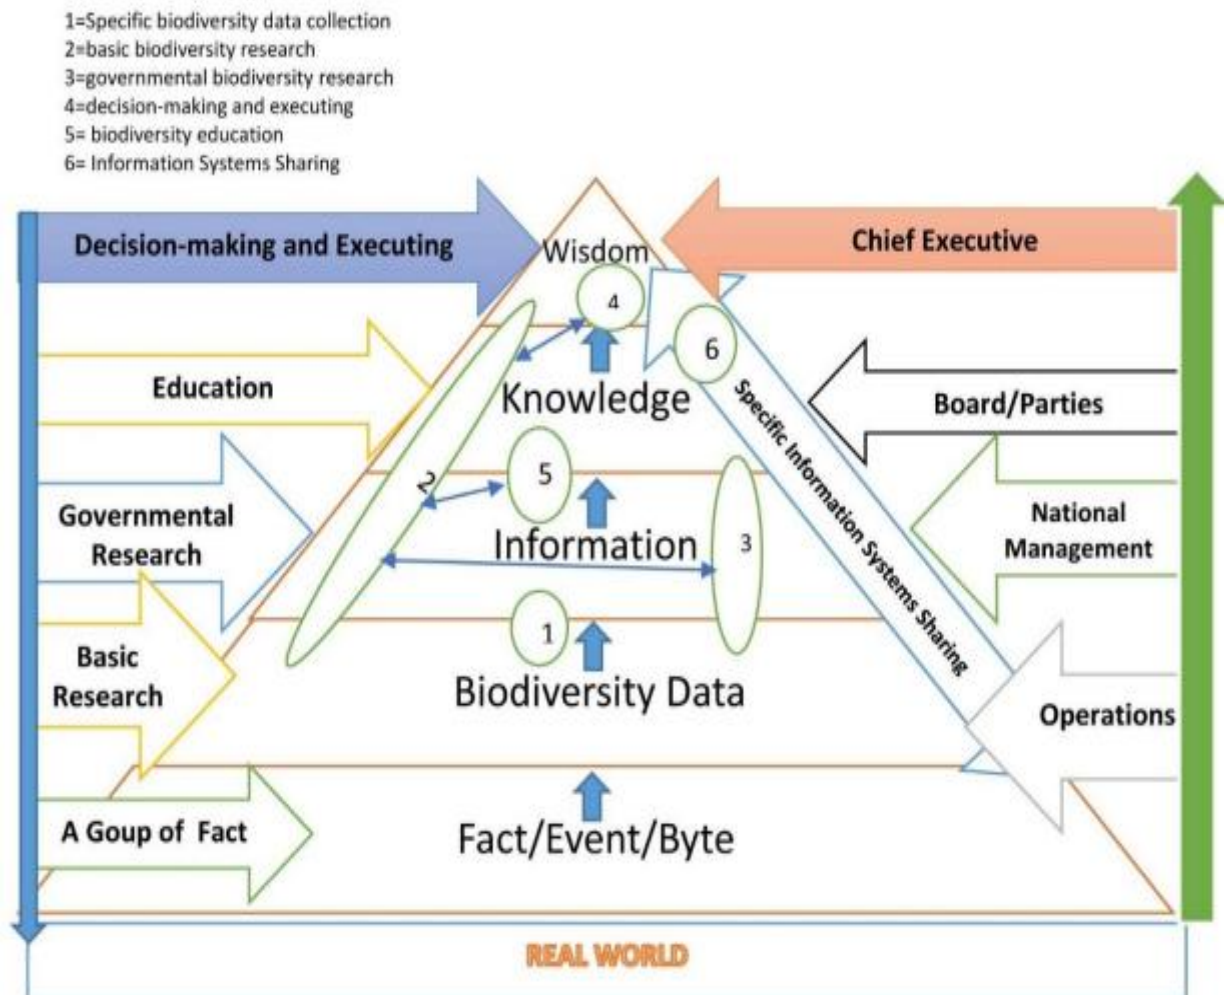 1=Specific biodiversity data collection
2=basic biodiversity research
3=governmental biodiversity research
4=decision-making and executing
5= biodiversity education
6= Information Systems Sharing
Decision-making and Executing
Wisdom
Chief Executive
4
6
Education
Knowledge
Board/Parties
Specific Information Systems Sharing
2
5
Governmental
Research
Information
3
National
Management
1
Basic
Research
Biodiversity Data
Operations
A Goup of Fact
Fact/Event/Byte
REAL WORLD